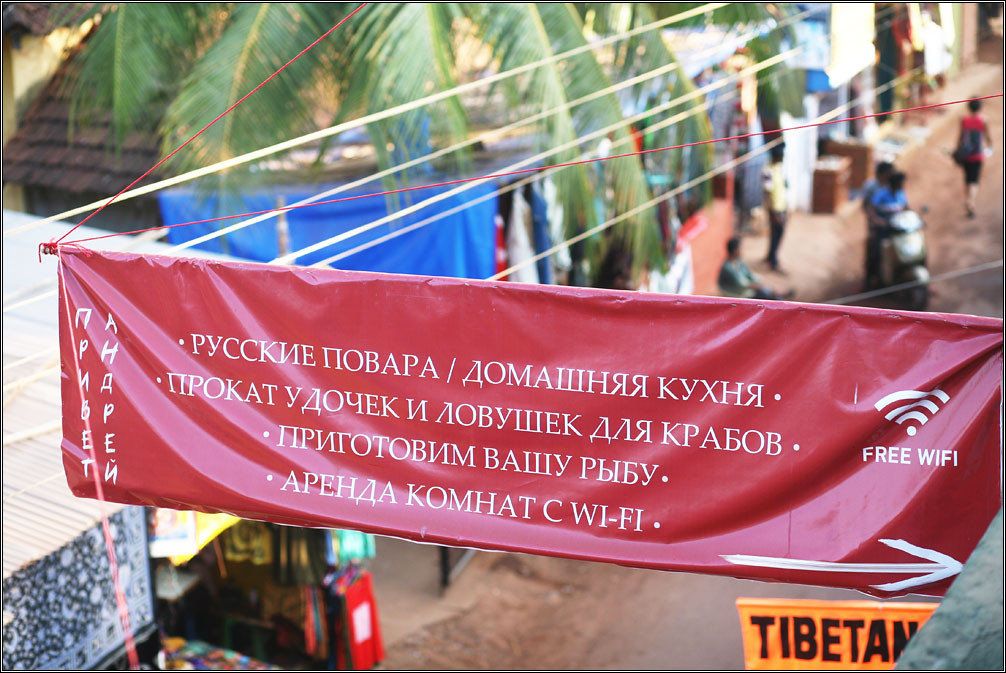 ПРИВЕТ
АНДРЕЙ
· РУССКИЕ ПОВАРА / ДОМАШНЯЯ КУХНЯ ·
· ПРОКАТ УДОЧЕК И ЛОВУШЕК ДЛЯ КРАБОВ ·
· ПРИГОТОВИМ ВАШУ РЫБУ ·
· АРЕНДА КОМНАТ С WI-FI ·
FREE WIFI
TIBETAN